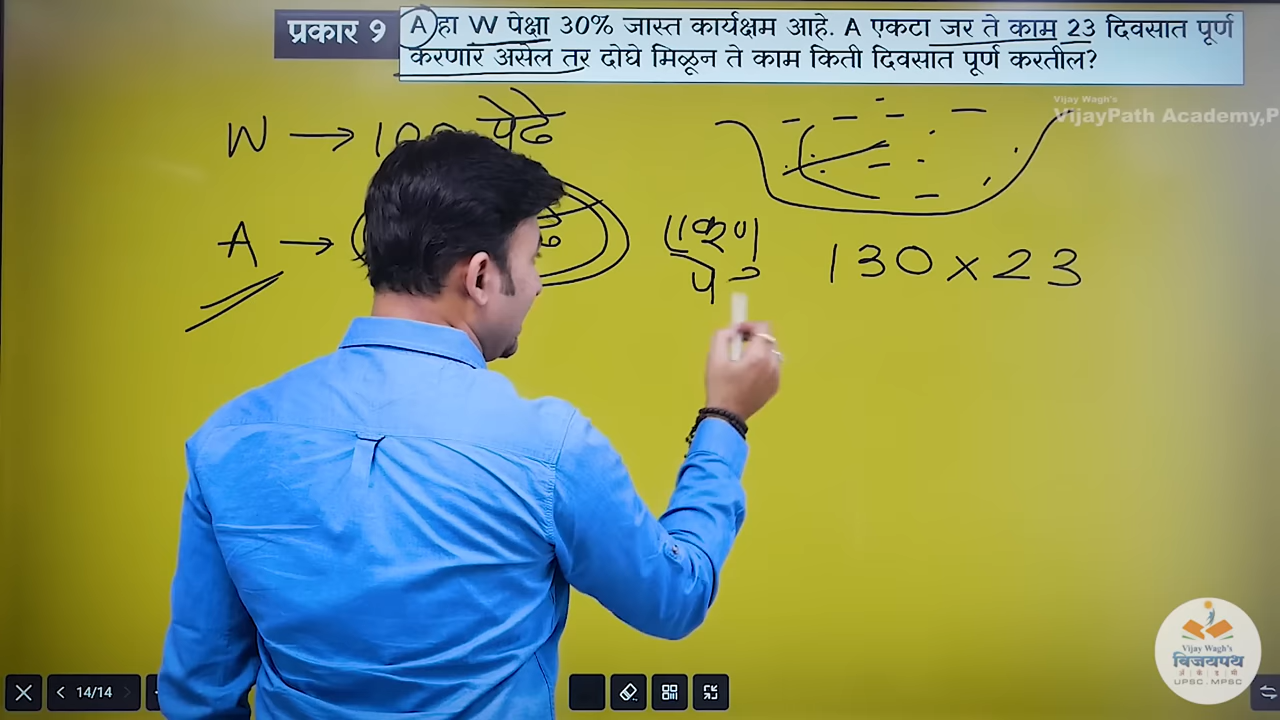 प्रकार 9
A हा W पेक्षा 30% जास्त कार्यक्षम आहे. A एकटा जर ते काम 23 दिवसात पूर्ण
करणार असेल तर दोघे मिळून ते काम किती दिवसात पूर्ण करतील?
Vijay Wagh's
VijayPath Academy,P
W → पेढे
A →
एकूण 130 x 23
14/14
Vijay Wagh's
विजयपथ
UPSC . MPSC